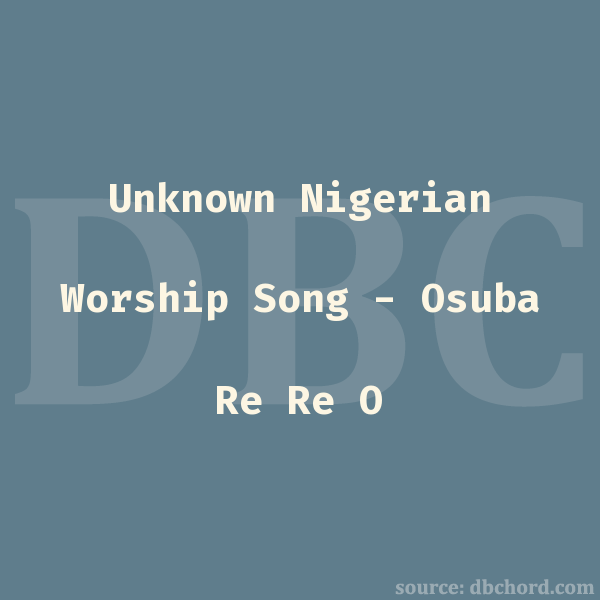 DBC
Unknown Nigerian
Worship Song - Osuba
Re Re O
source: dbchord.com